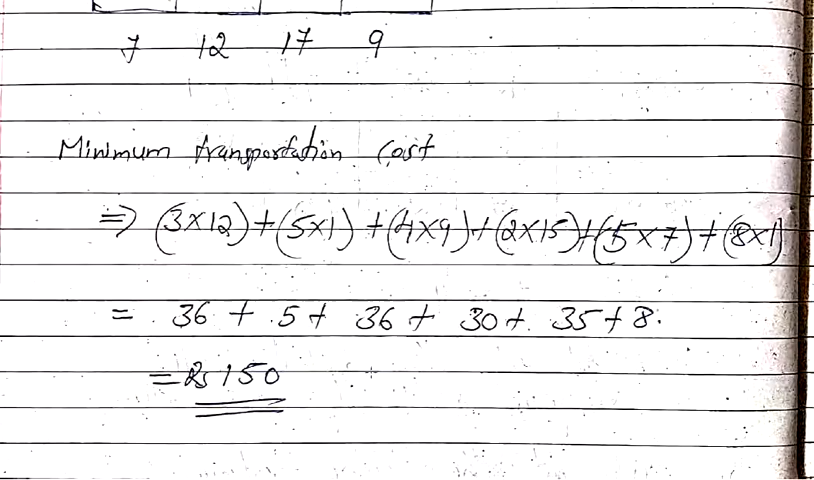 7 12 17 9
Minimum transportation cost
⇒ (3×12)+(5×1)+(4×9)+(2×15)+(5×7)+(8×1)
= 36 + 5 + 36 + 30 + 35 + 8.
= Rs 150